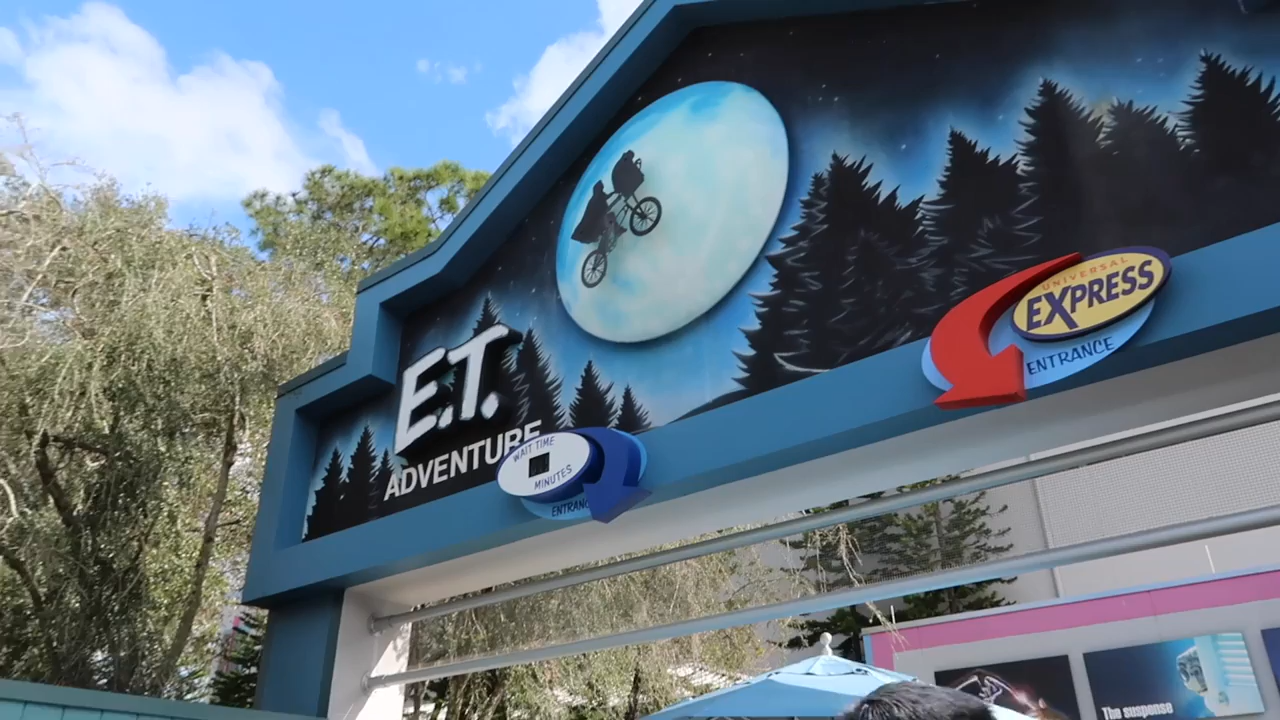 E.T.
ADVENTURE
WAIT TIME
MINUTES
UNIVERSAL
EXPRESS
ENTRANCE
The suspense